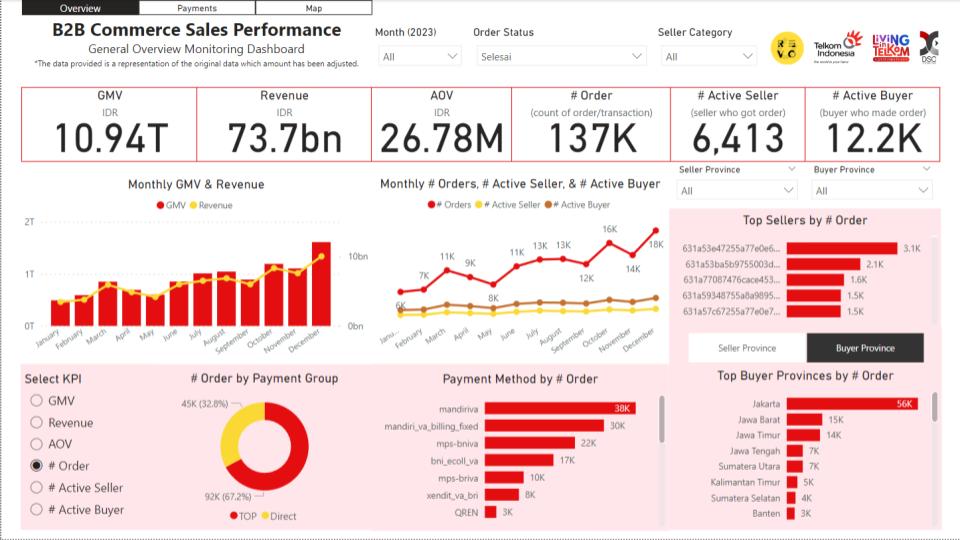 Overview
Payments
Map
B2B Commerce Sales Performance
General Overview Monitoring Dashboard
*The data provided is a representation of the original data which amount has been adjusted.
Month (2023)
All
Order Status
Selesai
Seller Category
All
Telkom
Indonesia
LIVING
in
TELKOM
DSC
GMV
IDR
10.94T
Revenue
IDR
73.7bn
AOV
IDR
26.78M
# Order
(count of order/transaction)
137K
# Active Seller
(seller who got order)
6,413
# Active Buyer
(buyer who made order)
12.2K
Seller Province
All
Buyer Province
All
Monthly GMV & Revenue
GMV Revenue
2T
1T
0T
10bn
0bn
January
February
March
April
May
June
July
August
September
October
November
December
Monthly # Orders, # Active Seller, & # Active Buyer
# Orders # Active Seller # Active Buyer
6K
7K
11K
9K
8K
11K
13K
13K
12K
16K
14K
18K
Janu...
February
March
April
May
June
July
August
September
October
November
December
Top Sellers by # Order
631a53e47255a77e0e6... 3.1K
631a53ba5b9755003d... 2.1K
631a77087476cace453... 1.6K
631a59348755a8a9895... 1.5K
631a57c67255a77e0e7... 1.5K
Seller Province
Buyer Province
Top Buyer Provinces by # Order
Jakarta 56K
Jawa Barat 15K
Jawa Timur 14K
Jawa Tengah 7K
Sumatera Utara 7K
Kalimantan Timur 5K
Sumatera Selatan 4K
Banten 3K
Select KPI
GMV
Revenue
AOV
# Order
# Active Seller
# Active Buyer
# Order by Payment Group
45K (32.8%)
92K (67.2%)
TOP Direct
Payment Method by # Order
mandiriva 38K
mandiri_va_billing_fixed 30K
mps-bniva 22K
bni_ecoll_va 17K
mps-briva 10K
xendit_va_bri 8K
QREN 3K